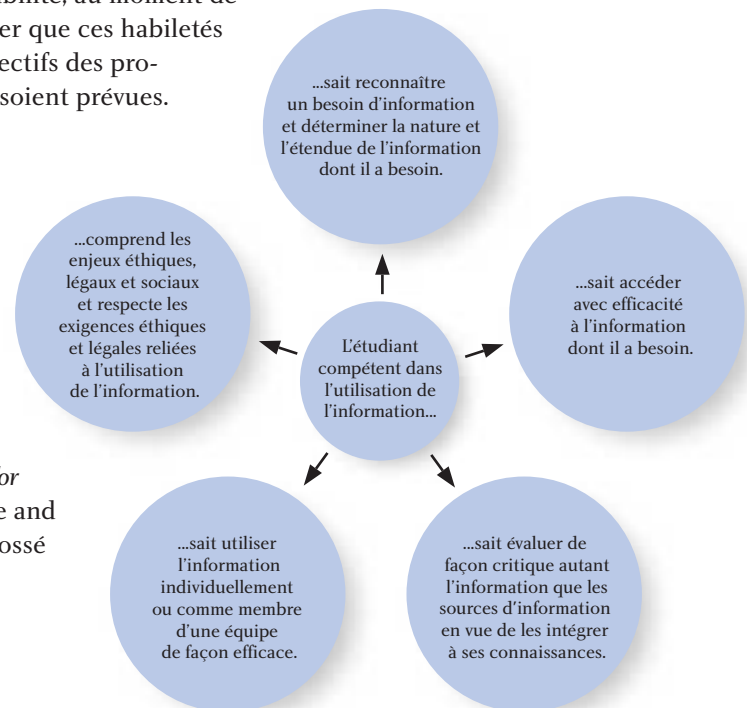 bilité, au moment de
er que ces habiletés
ectifs des pro-
soient prévues.
...sait reconnaître
un besoin d'information
et déterminer la nature et
l'étendue de l'information
dont il a besoin.
...comprend les
enjeux éthiques,
légaux et sociaux
et respecte les
exigences éthiques
et légales reliées
à l'utilisation
de l'information.
...sait accéder
avec efficacité
à l'information
dont il a besoin.
L'étudiant
compétent dans
l'utilisation de
l'information...
or
e and
ossé
...sait utiliser
l'information
individuellement
ou comme membre
d'une équipe
de façon efficace.
...sait évaluer de
façon critique autant
l'information que les
sources d'information
en vue de les intégrer
à ses connaissances.